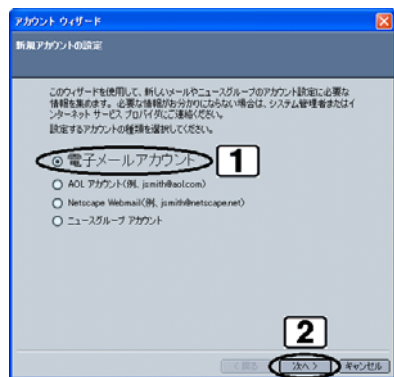 アカウント ウィザード
新規アカウントの設定
このウィザードを使用して、新しいメールやニュースグループのアカウント設定に必要な
情報を集めます。必要な情報がお分かりにならない場合は、システム管理者またはイ
ンターネット サービス プロバイダにご連絡ください。
設定するアカウントの種類を選択してください。
電子メールアカウント
1
AOL アカウント(例, jsmith@aol.com)
Netscape Webmail(例, jsmith@netscape.net)
ニュースグループ アカウント
2
< 戻る
次へ >
キャンセル